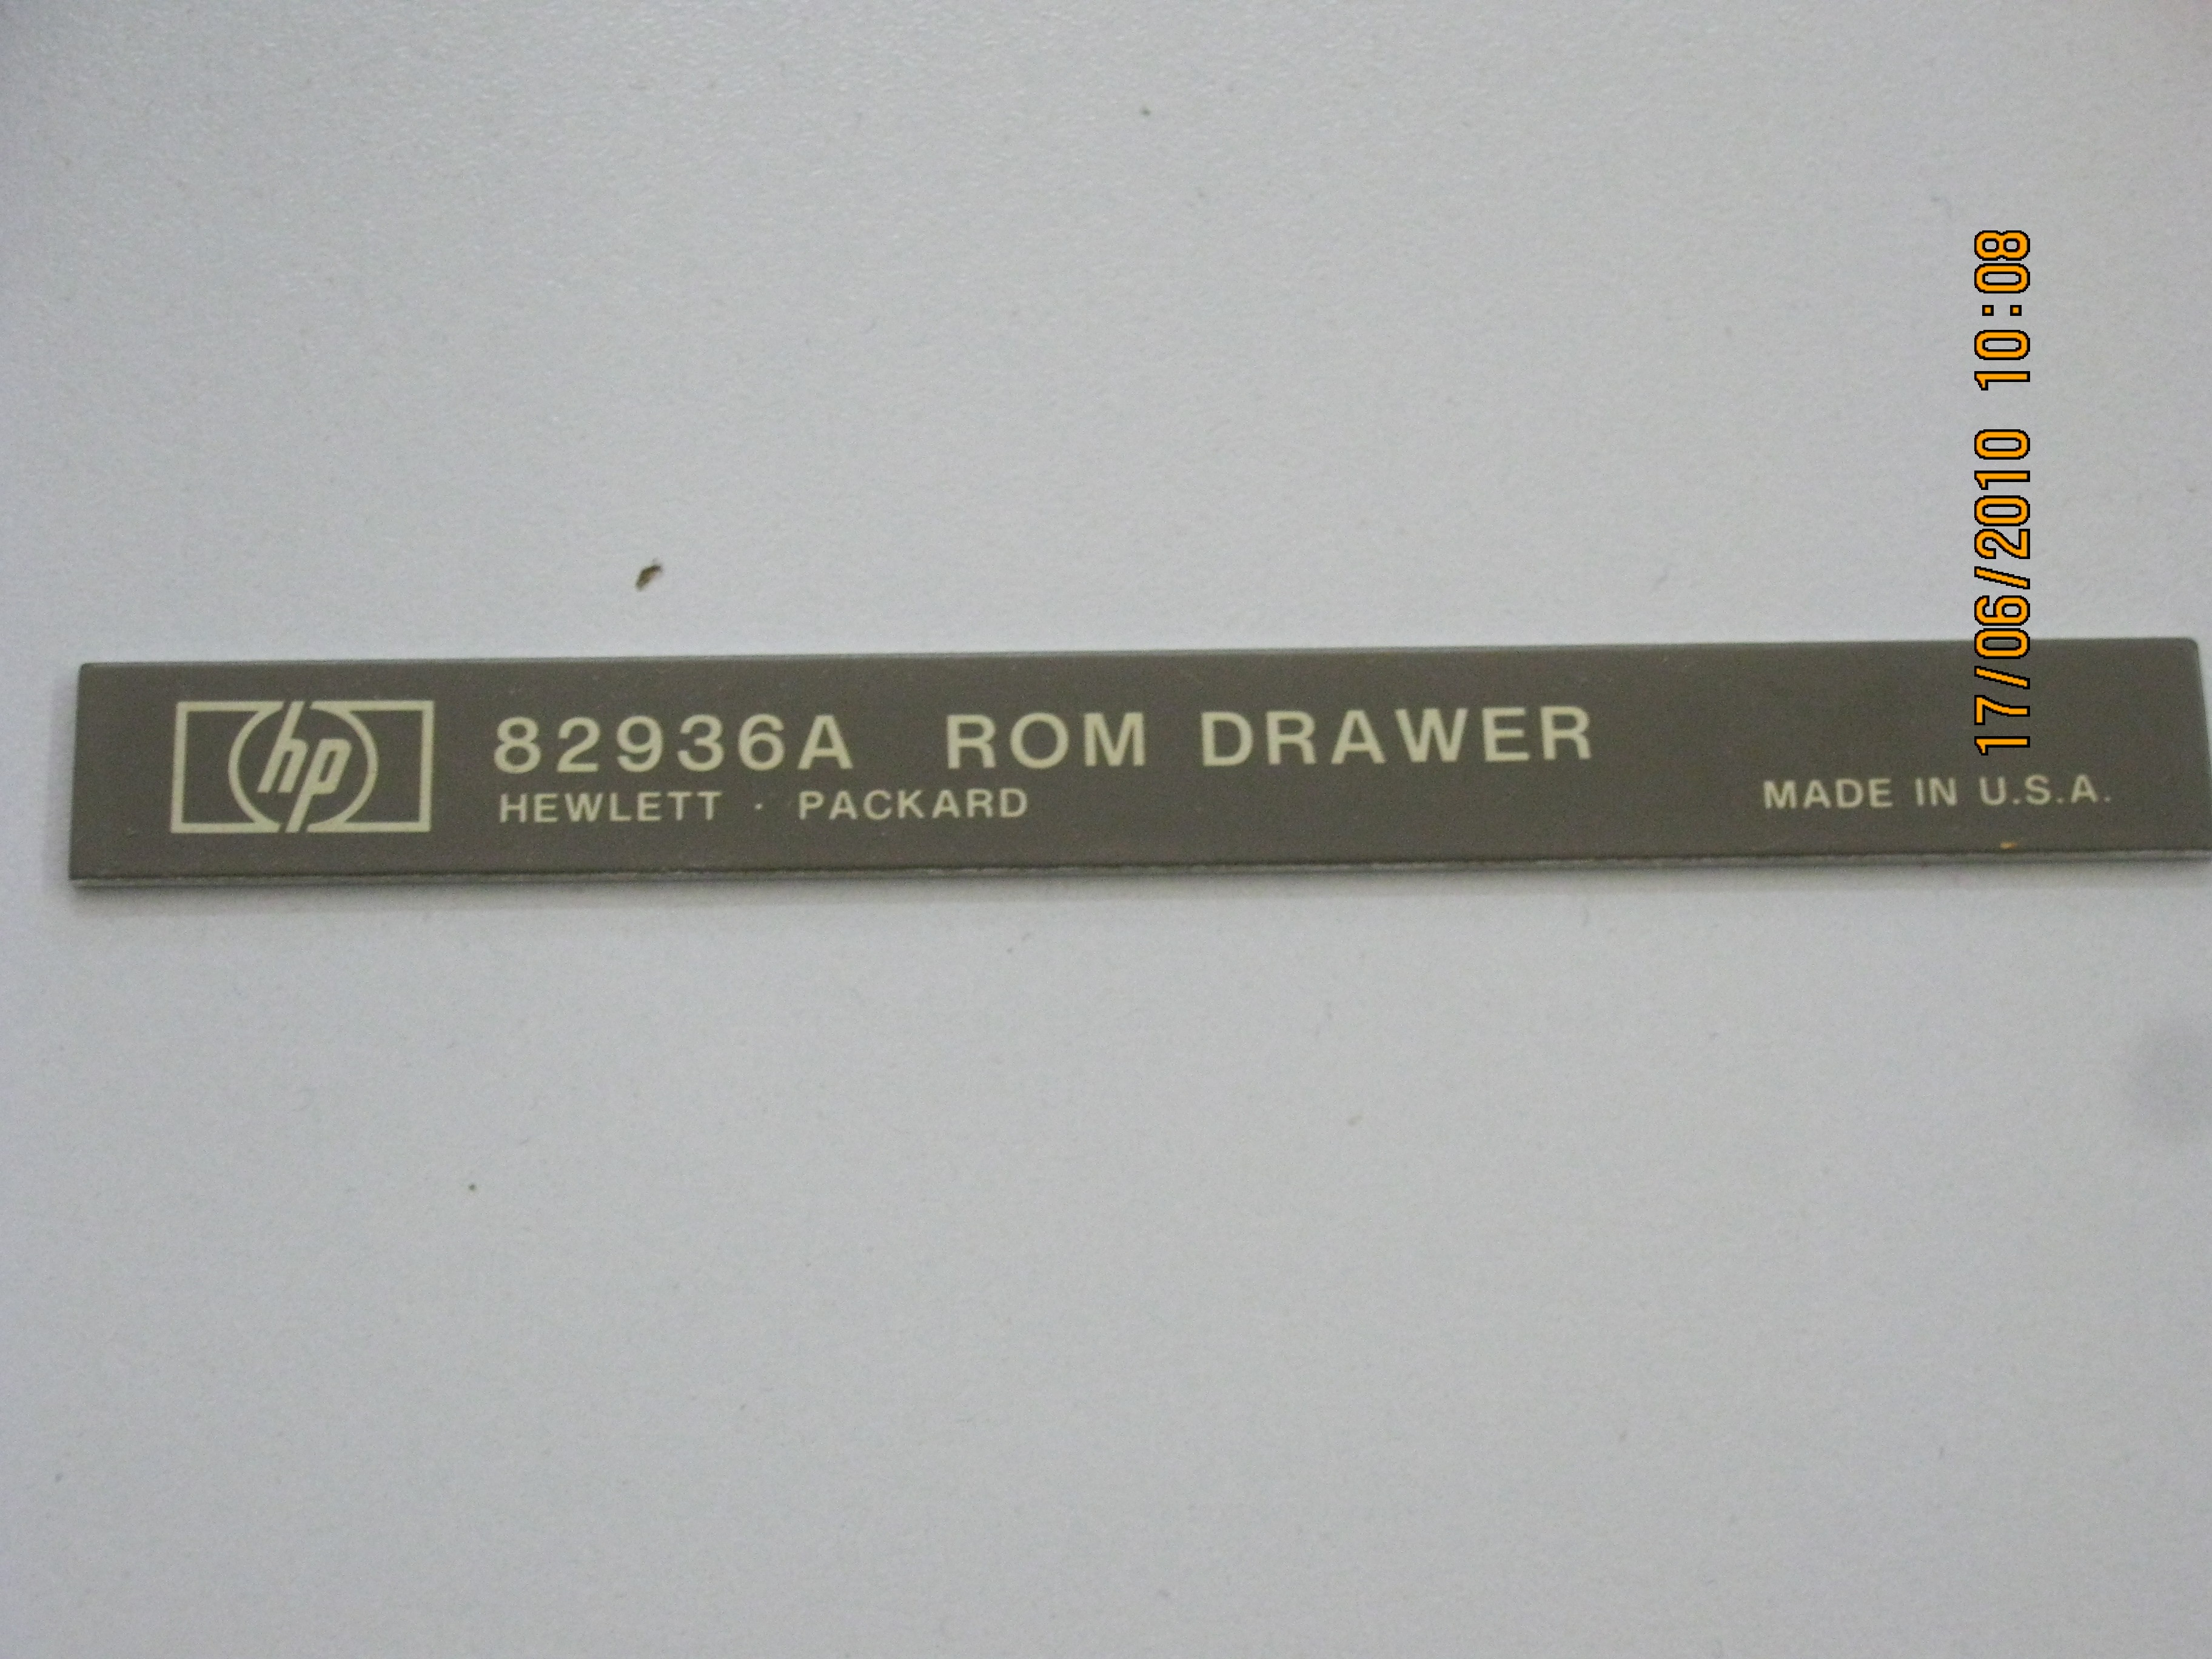 hp
82936A ROM DRAWER
HEWLETT · PACKARD
MADE IN U.S.A.
17/06/2010 10:08